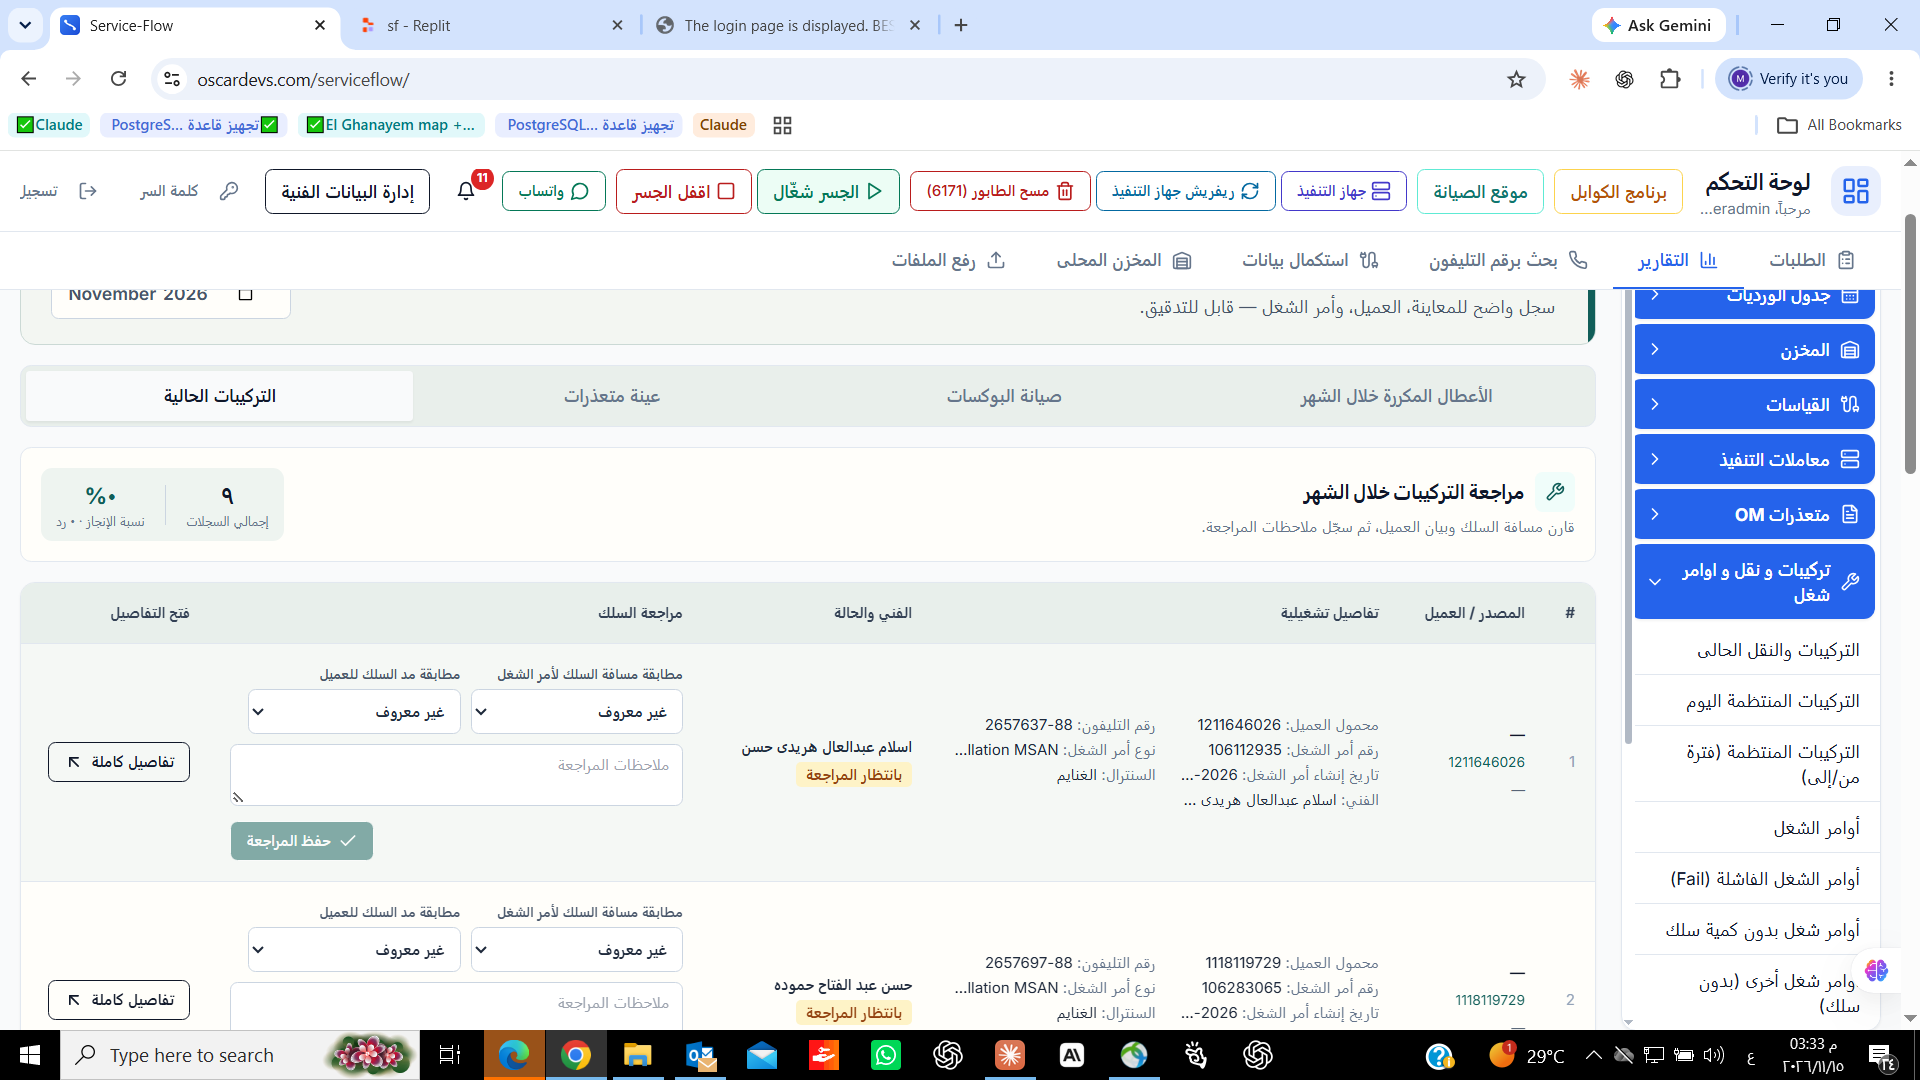 Service-Flow
sf - Replit
The login page is displayed. BES
Ask Gemini
oscardevs.com/serviceflow/
Verify it's you
✅Claude
تجهيز قاعدة ...PostgreS✅
✅El Ghanayem map +...
تجهيز قاعدة ...PostgreSQL
Claude
All Bookmarks
لوحة التحكم
مرحباً، eradmin...
برنامج الكوابل
موقع الصيانة
جهاز التنفيذ
ريفريش جهاز التنفيذ
مسح الطابور (6171)
الجسر شغّال
اقفل الجسر
واتساب
11
إدارة البيانات الفنية
كلمة السر
تسجيل
الطلبات
التقارير
بحث برقم التليفون
استكمال بيانات
المخزن المحلى
رفع الملفات
جدول الورديات
المخزن
القياسات
معاملات التنفيذ
متعذرات OM
تركيبات و نقل و اوامر
شغل
التركيبات والنقل الحالى
التركيبات المنتظمة اليوم
التركيبات المنتظمة (فترة
من/إلى)
أوامر الشغل
أوامر الشغل الفاشلة (Fail)
أوامر شغل بدون كمية سلك
أوامر شغل أخرى (بدون
سلك)
November 2026
سجل واضح للمعاينة، العميل، وأمر الشغل — قابل للتدقيق.
الأعطال المكررة خلال الشهر
صيانة البوكسات
عينة متعذرات
التركيبات الحالية
مراجعة التركيبات خلال الشهر
قارن مسافة السلك وبيان العميل، ثم سجّل ملاحظات المراجعة.
٩
إجمالي السجلات
٠%
نسبة الإنجاز · ٠ رد
#
المصدر / العميل
تفاصيل تشغيلية
الفني والحالة
مراجعة السلك
فتح التفاصيل
1
—
1211646026
—
محمول العميل: 1211646026
رقم أمر الشغل: 106112935
تاريخ إنشاء أمر الشغل: 2026-...
الفني: اسلام عبدالعال هريدى ...
رقم التليفون: 88-2657637
نوع أمر الشغل: llation MSAN...
السنترال: الغنايم
اسلام عبدالعال هريدى حسن
بانتظار المراجعة
مطابقة مسافة السلك لأمر الشغل
غير معروف
مطابقة مد السلك للعميل
غير معروف
ملاحظات المراجعة
حفظ المراجعة
تفاصيل كاملة
2
—
1118119729
—
محمول العميل: 1118119729
رقم أمر الشغل: 106283065
تاريخ إنشاء أمر الشغل: 2026-...
رقم التليفون: 88-2657697
نوع أمر الشغل: llation MSAN...
السنترال: الغنايم
حسن عبد الفتاح حموده
بانتظار المراجعة
مطابقة مسافة السلك لأمر الشغل
غير معروف
مطابقة مد السلك للعميل
غير معروف
ملاحظات المراجعة
تفاصيل كاملة
Type here to search
1
29°C
ع
03:33 م
٢٠٢٦/١١/١٥
٢٤